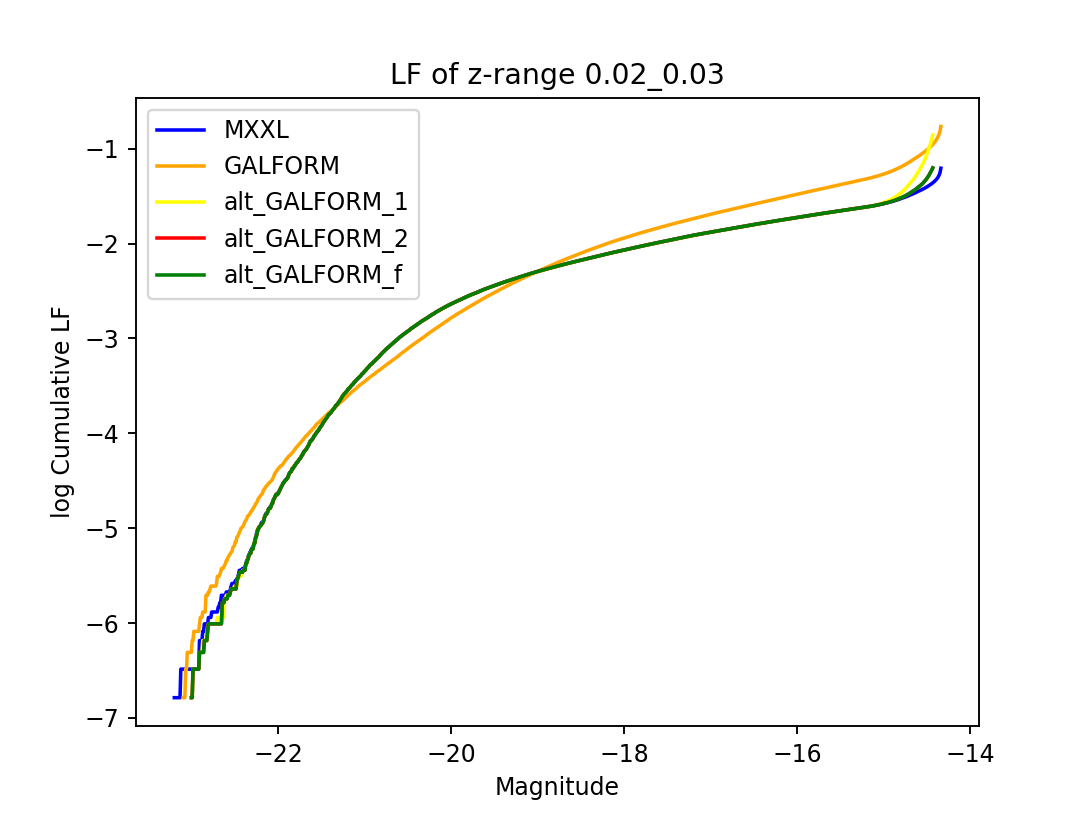 LF of z-range 0.02_0.03
MXXL
GALFORM
alt_GALFORM_1
alt_GALFORM_2
alt_GALFORM_f
log Cumulative LF
−1
−2
−3
−4
−5
−6
−7
−22
−20
−18
−16
−14
Magnitude